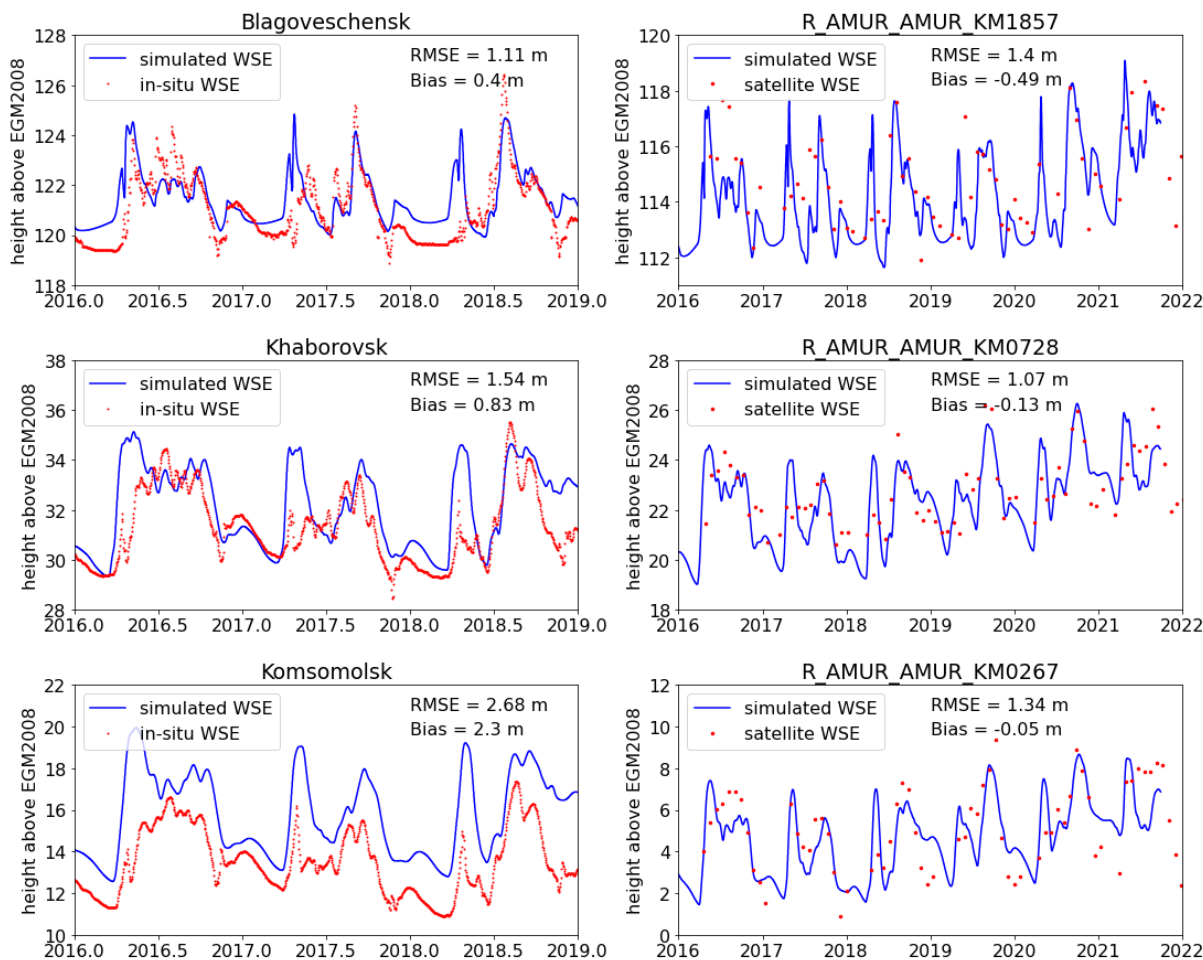 Blagoveschensk
height above EGM2008
128
126
124
122
120
118
simulated WSE
in-situ WSE
RMSE = 1.11 m
Bias = 0.4 m
2016.0 2016.5 2017.0 2017.5 2018.0 2018.5 2019.0
R_AMUR_AMUR_KM1857
height above EGM2008
120
118
116
114
112
simulated WSE
satellite WSE
RMSE = 1.4 m
Bias = -0.49 m
2016 2017 2018 2019 2020 2021 2022
Khaborovsk
height above EGM2008
38
36
34
32
30
28
simulated WSE
in-situ WSE
RMSE = 1.54 m
Bias = 0.83 m
2016.0 2016.5 2017.0 2017.5 2018.0 2018.5 2019.0
R_AMUR_AMUR_KM0728
height above EGM2008
28
26
24
22
20
18
simulated WSE
satellite WSE
RMSE = 1.07 m
Bias = -0.13 m
2016 2017 2018 2019 2020 2021 2022
Komsomolsk
height above EGM2008
22
20
18
16
14
12
10
simulated WSE
in-situ WSE
RMSE = 2.68 m
Bias = 2.3 m
2016.0 2016.5 2017.0 2017.5 2018.0 2018.5 2019.0
R_AMUR_AMUR_KM0267
height above EGM2008
12
10
8
6
4
2
0
simulated WSE
satellite WSE
RMSE = 1.34 m
Bias = -0.05 m
2016 2017 2018 2019 2020 2021 2022